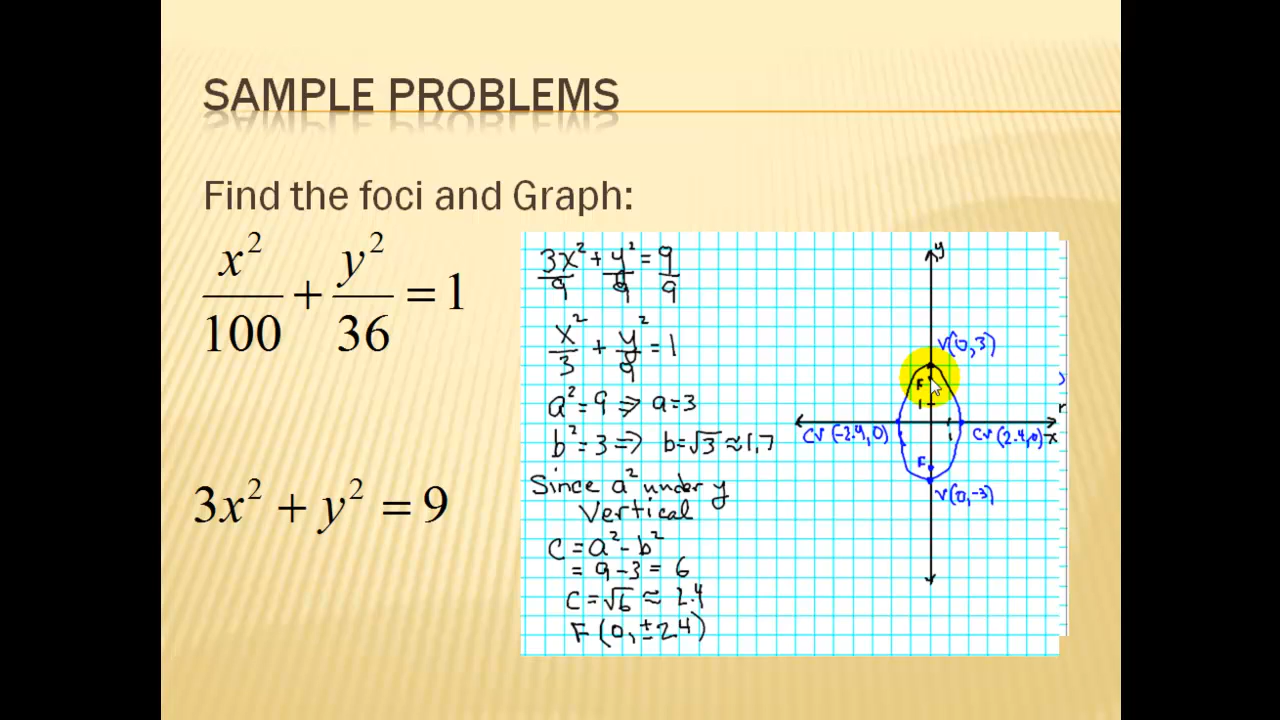 SAMPLE PROBLEMS
Find the foci and Graph:
x²/100 + y²/36 = 1
3x² + y² = 9
3x²/9 + y²/9 = 9/9
x²/3 + y²/9 = 1
a² = 9 ⇒ a = 3
b² = 3 ⇒ b = √3 ≈ 1.7
Since a² under y
Vertical
C = a² - b²
= 9 - 3 = 6
C = √6 ≈ 2.4
F (0, ±2.4)
y
V(0, 3)
F
1
CV (-2.4, 0)
1
CV (2.4, 0)
x
F
V(0, -3)